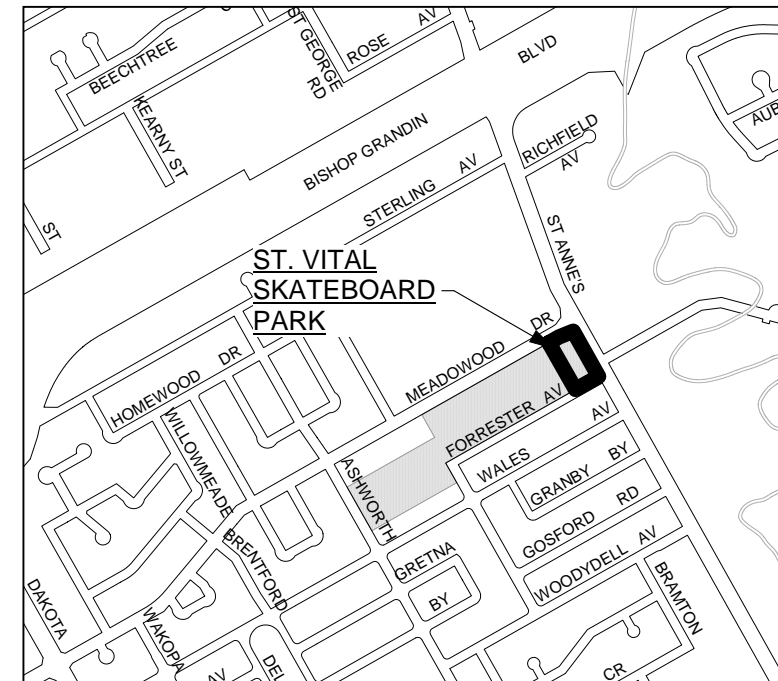 ST GEORGE
RD
ROSE AV
BLVD
BEECHTREE
KEARNY ST
AUB
RICHFIELD
AV
BISHOP GRANDIN
STERLING AV
ST
ST ANNE'S
ST. VITAL
SKATEBOARD
PARK
MEADOWOOD DR
HOMEWOOD DR
FORRESTER AV
WILLOWMEADE
WALES AV
ASHWORTH
GRANBY BY
GOSFORD RD
BRENTFORD
GRETNA
BY
WOODYDELL AV
BRAMTON
DAKOTA
WAKOPA
AV
DEL
CR